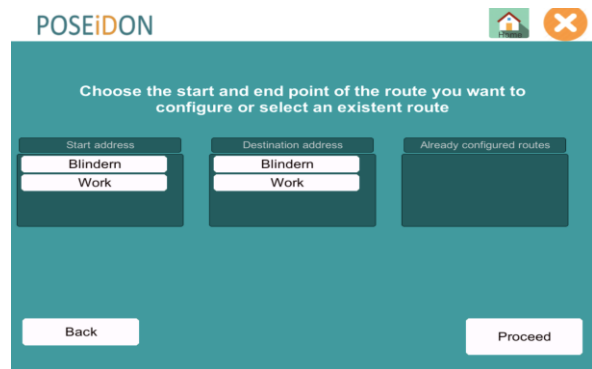 POSEiDON
Home
Choose the start and end point of the route you want to
configure or select an existent route
Start address
Destination address
Already configured routes
Blindern
Blindern
Work
Work
Back
Proceed